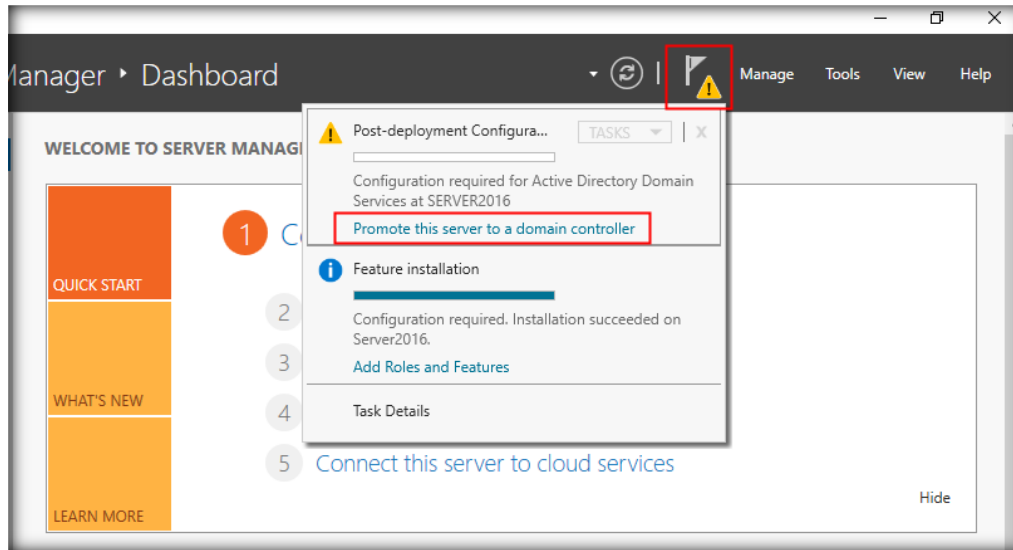 Manager • Dashboard
Manage Tools View Help
WELCOME TO SERVER MANAG
Post-deployment Configura...
TASKS
X
Configuration required for Active Directory Domain
Services at SERVER2016
Promote this server to a domain controller
Feature installation
Configuration required. Installation succeeded on
Server2016.
Add Roles and Features
Task Details
QUICK START
WHAT'S NEW
LEARN MORE
1
2
3
4
5 Connect this server to cloud services
Hide